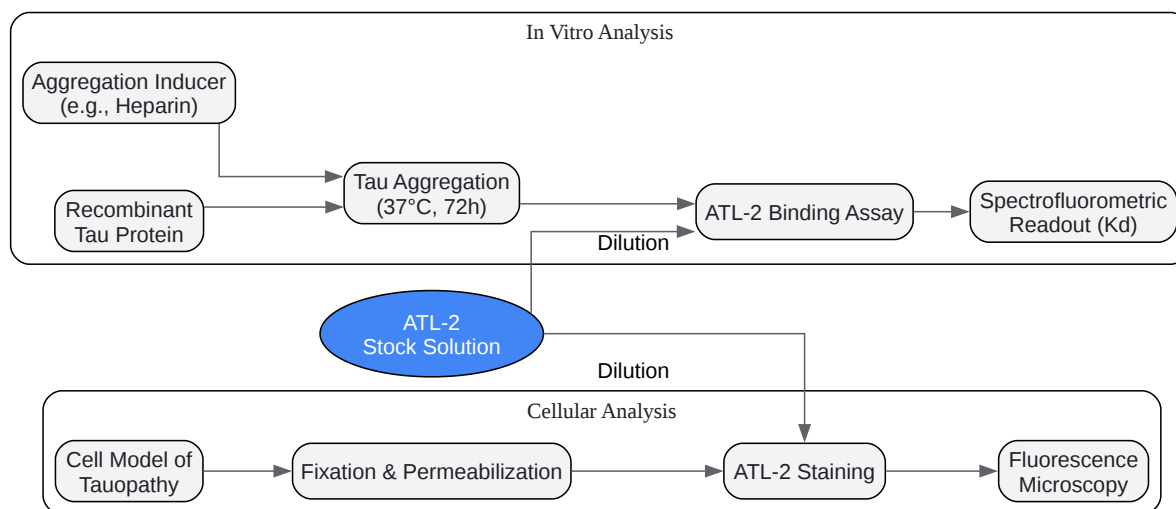 In Vitro Analysis
Aggregation Inducer
(e.g., Heparin)
Recombinant
Tau Protein
Tau Aggregation
(37°C, 72h)
ATL-2 Binding Assay
Spectrofluorometric
Readout (Kd)
Dilution
ATL-2
Stock Solution
Dilution
Cellular Analysis
Cell Model of
Tauopathy
Fixation & Permeabilization
ATL-2 Staining
Fluorescence
Microscopy